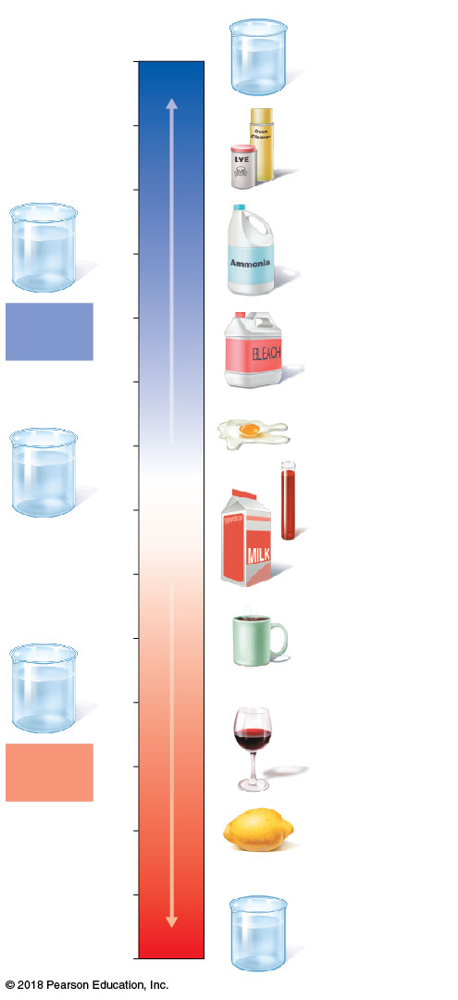 Oven
Cleaner
LYE
Ammonia
BLEACH
MILK
© 2018 Pearson Education, Inc.